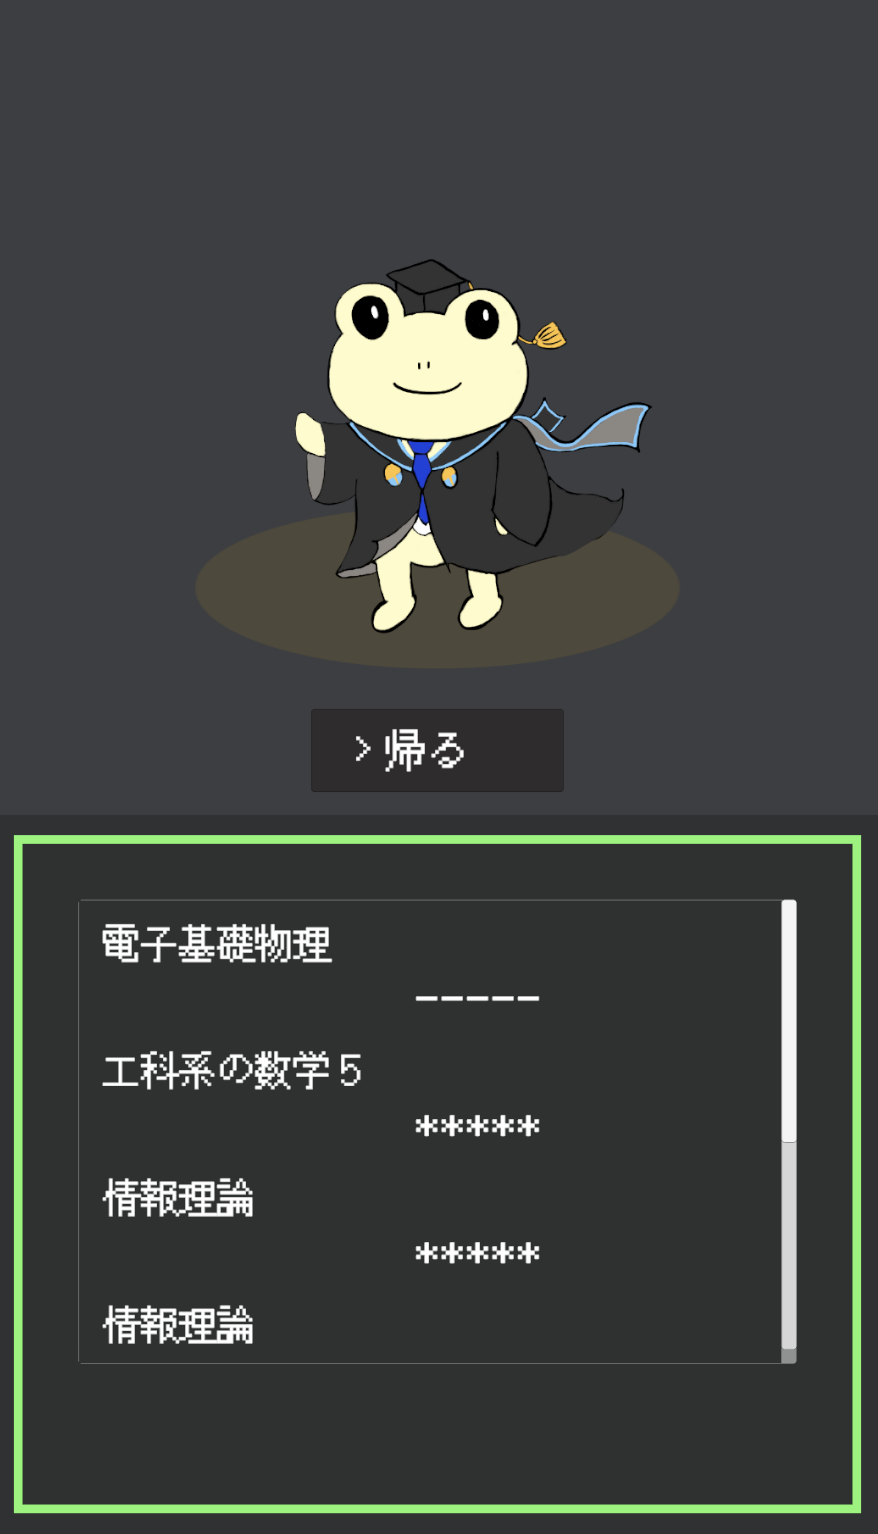 >帰る
電子基礎物理
-----
工科系の数学5
*****
情報理論
*****
情報理論